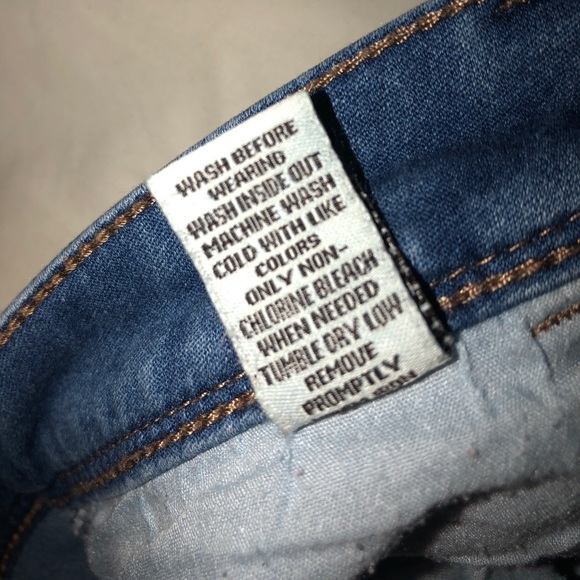 WASH BEFORE
WEARING
WASH INSIDE OUT
MACHINE WASH
COLD WITH LIKE
COLORS
ONLY NON-
CHLORINE BLEACH
WHEN NEEDED
TUMBLE DRY LOW
REMOVE
PROMPTLY
IRON